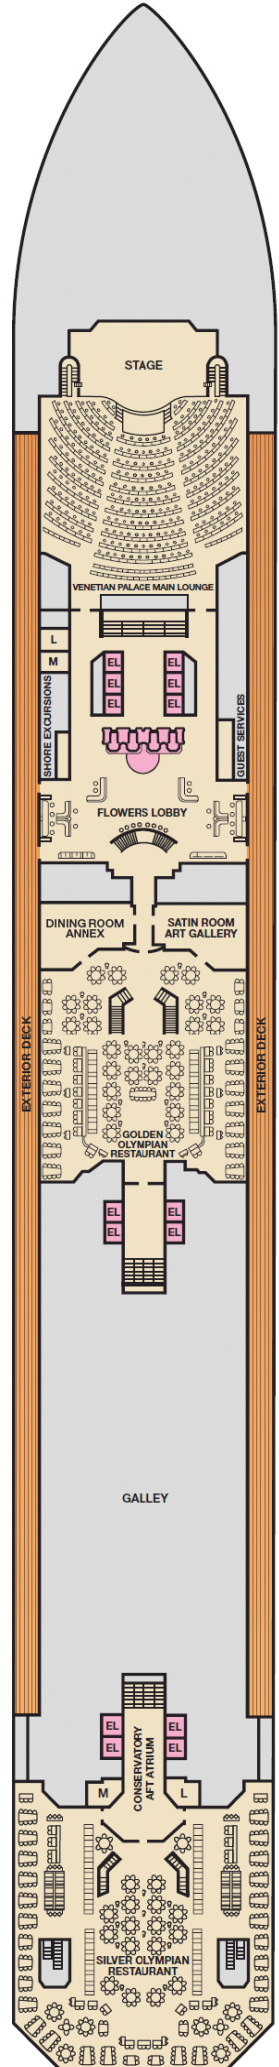 STAGE
VENETIAN PALACE MAIN LOUNGE
L
M
EL
EL
EL
EL
EL
EL
SHORE EXCURSIONS
GUEST SERVICES
FLOWERS LOBBY
DINING ROOM
ANNEX
SATIN ROOM
ART GALLERY
EXTERIOR DECK
EXTERIOR DECK
GOLDEN
OLYMPIAN
RESTAURANT
EL
EL
EL
EL
GALLEY
EL
EL
EL
EL
CONSERVATORY
AFT ATRIUM
M
L
SILVER OLYMPIAN
RESTAURANT